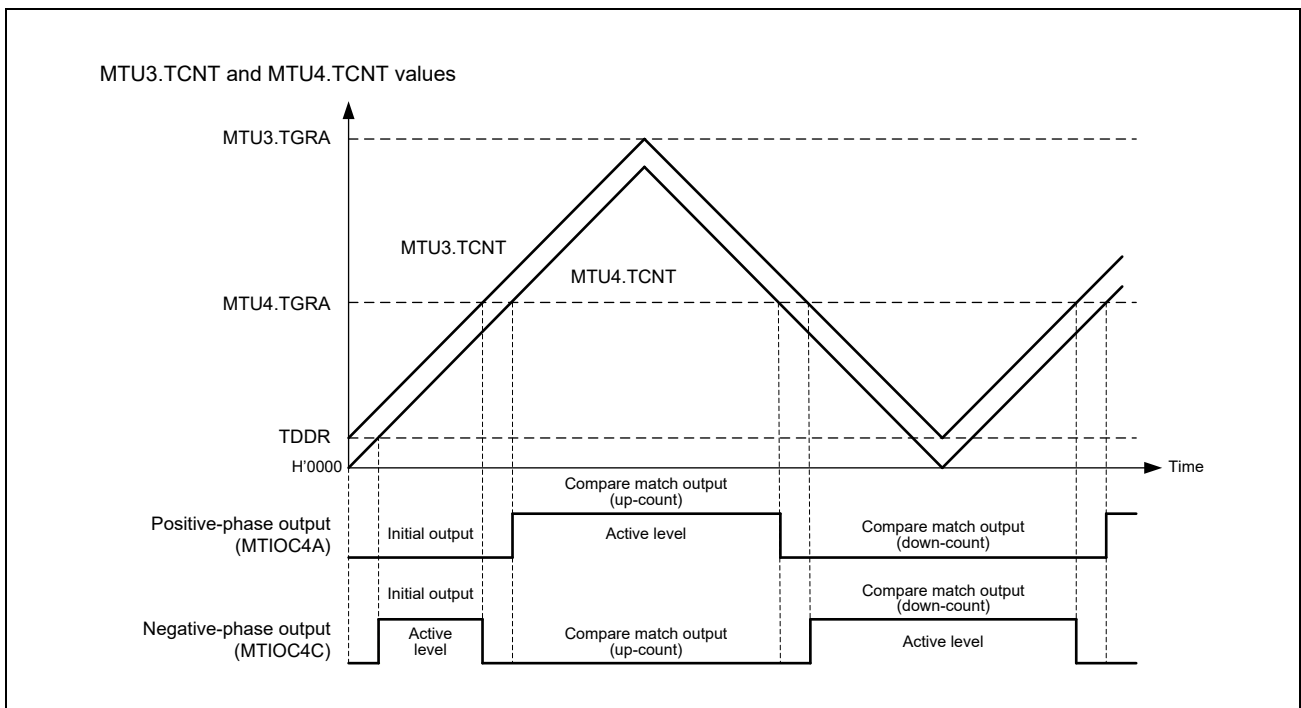 MTU3.TCNT and MTU4.TCNT values
MTU3.TGRA
MTU3.TCNT
MTU4.TCNT
MTU4.TGRA
TDDR
H'0000
Time
Compare match output
(up-count)
Positive-phase output
(MTIOC4A)
Initial output
Active level
Compare match output
(down-count)
Initial output
Compare match output
(down-count)
Negative-phase output
(MTIOC4C)
Active
level
Compare match output
(up-count)
Active level